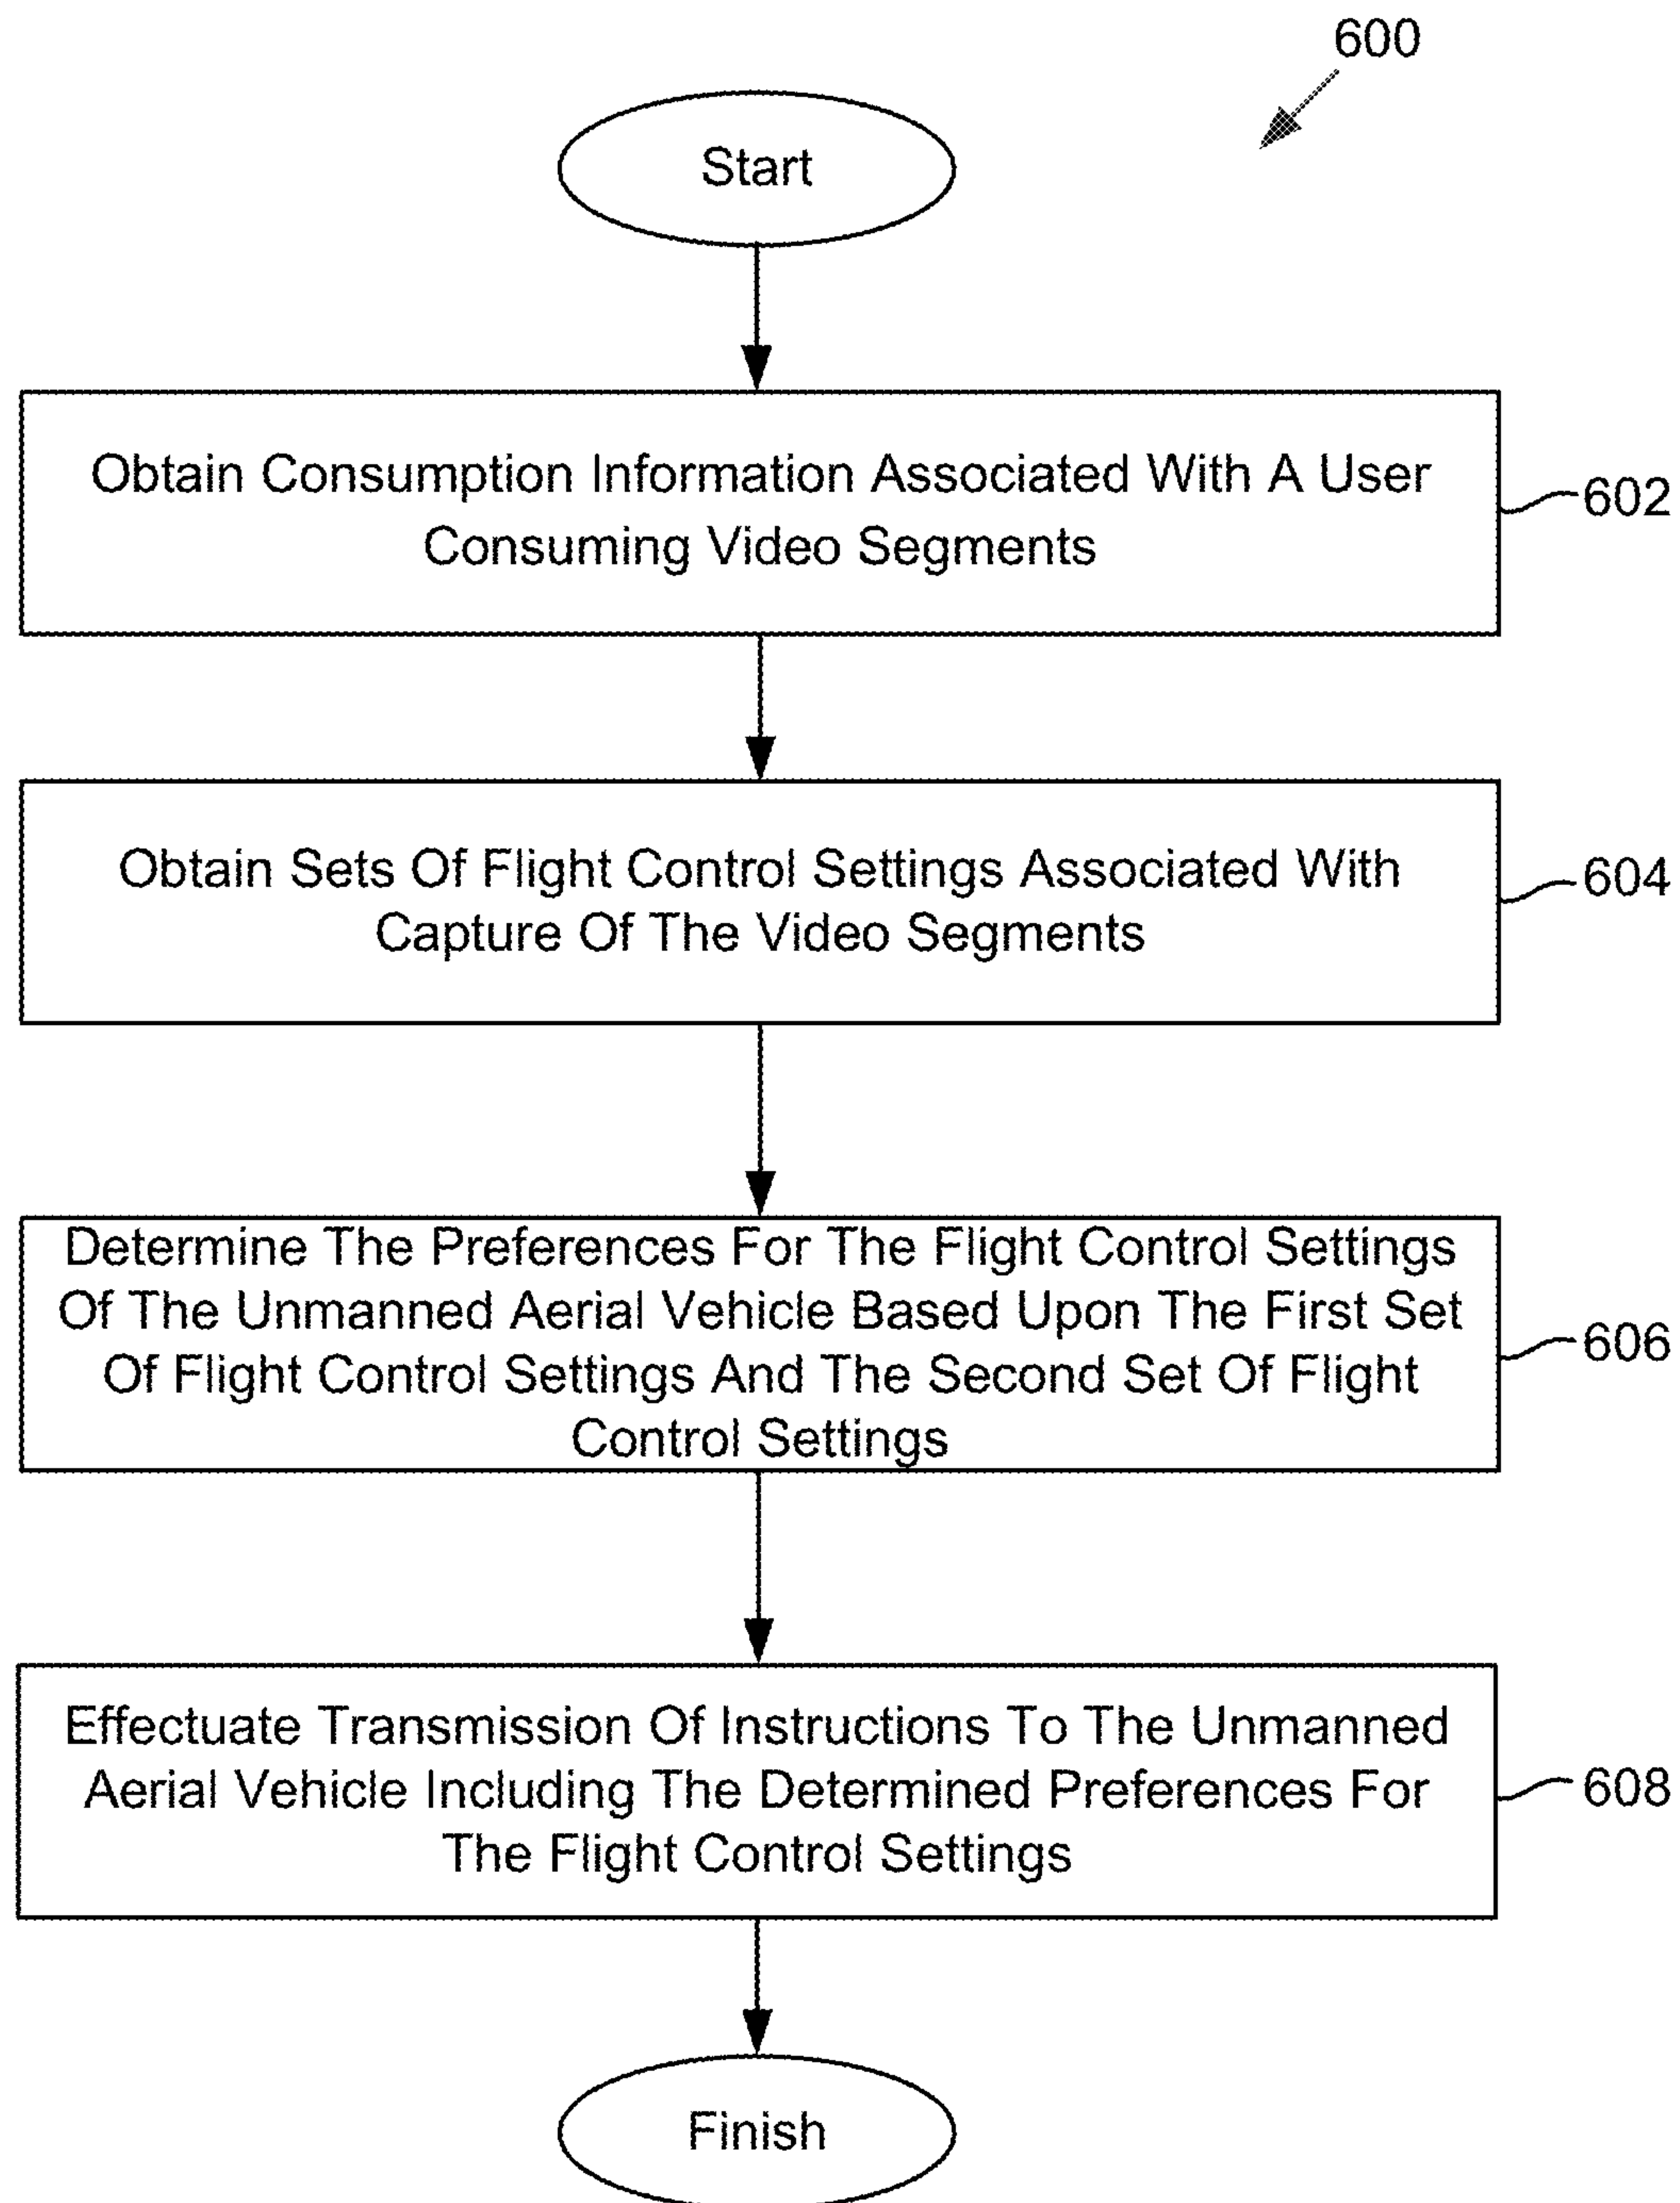 600
Start
Obtain Consumption Information Associated With A User
Consuming Video Segments
602
Obtain Sets Of Flight Control Settings Associated With
Capture Of The Video Segments
604
Determine The Preferences For The Flight Control Settings
Of The Unmanned Aerial Vehicle Based Upon The First Set
Of Flight Control Settings And The Second Set Of Flight
Control Settings
606
Effectuate Transmission Of Instructions To The Unmanned
Aerial Vehicle Including The Determined Preferences For
The Flight Control Settings
608
Finish